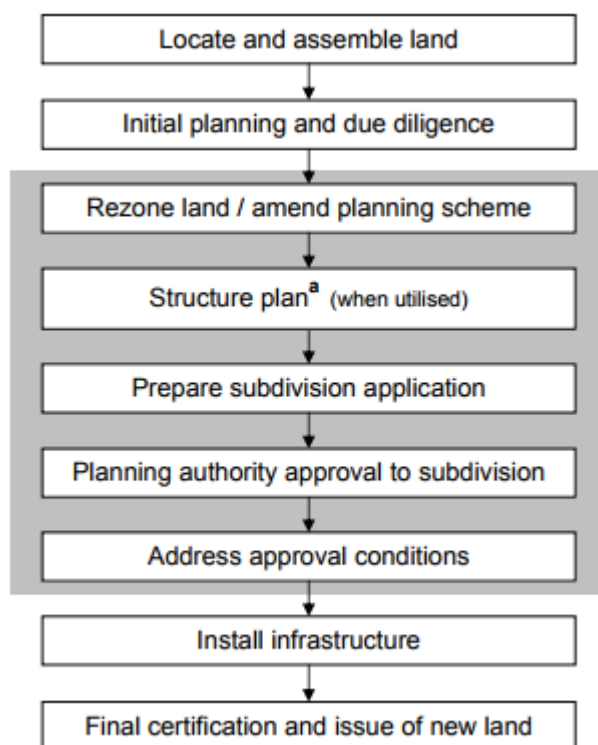 Locate and assemble land
Initial planning and due diligence
Rezone land / amend planning scheme
Structure planᵃ (when utilised)
Prepare subdivision application
Planning authority approval to subdivision
Address approval conditions
Install infrastructure
Final certification and issue of new land